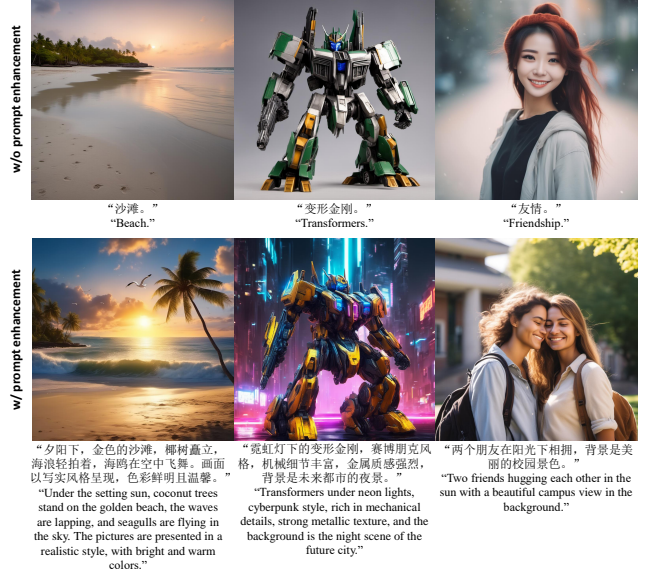 w/o prompt enhancement
“沙滩。”
“Beach.”
“变形金刚。”
“Transformers.”
“友情。”
“Friendship.”
w/ prompt enhancement
“夕阳下，金色的沙滩，椰树矗立，
海浪轻拍着，海鸥在空中飞舞。画面
以写实风格呈现，色彩鲜明且温馨。”
“Under the setting sun, coconut trees
stand on the golden beach, the waves
are lapping, and seagulls are flying in
the sky. The pictures are presented in a
realistic style, with bright and warm
colors.”
“霓虹灯下的变形金刚，赛博朋克风
格，机械细节丰富，金属质感强烈，
背景是未来都市的夜景。”
“Transformers under neon lights,
cyberpunk style, rich in mechanical
details, strong metallic texture, and the
background is the night scene of the
future city.”
“两个朋友在阳光下相拥，背景是美
丽的校园景色。”
“Two friends hugging each other in the
sun with a beautiful campus view in the
background.”